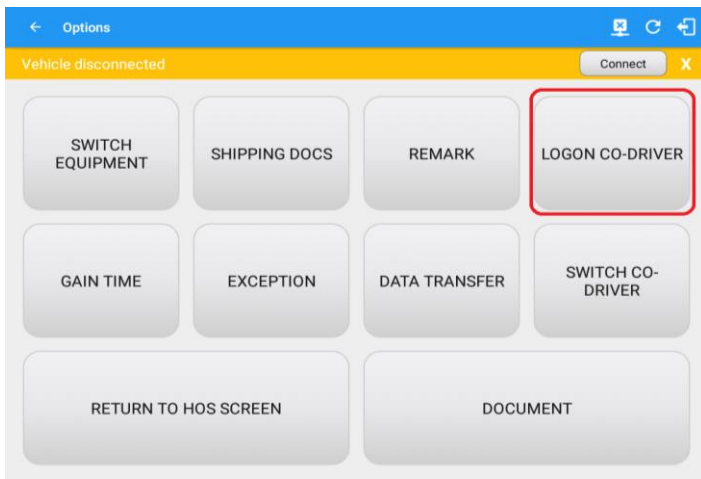 Options
Vehicle disconnected
Connect
X
SWITCH
EQUIPMENT
SHIPPING DOCS
REMARK
LOGON CO-DRIVER
GAIN TIME
EXCEPTION
DATA TRANSFER
SWITCH CO-
DRIVER
RETURN TO HOS SCREEN
DOCUMENT